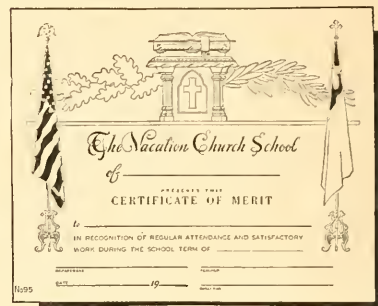 The Vacation Church School
of
PRESENTS THIS
CERTIFICATE OF MERIT
to
IN RECOGNITION OF REGULAR ATTENDANCE AND SATISFACTORY
WORK DURING THE SCHOOL TERM OF
DATE 19
No95